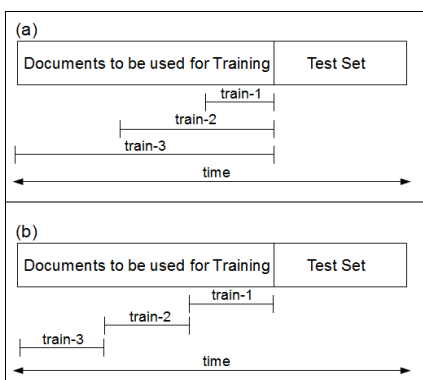 (a)
Documents to be used for Training Test Set
train-1
train-2
train-3
time
(b)
Documents to be used for Training Test Set
train-1
train-2
train-3
time